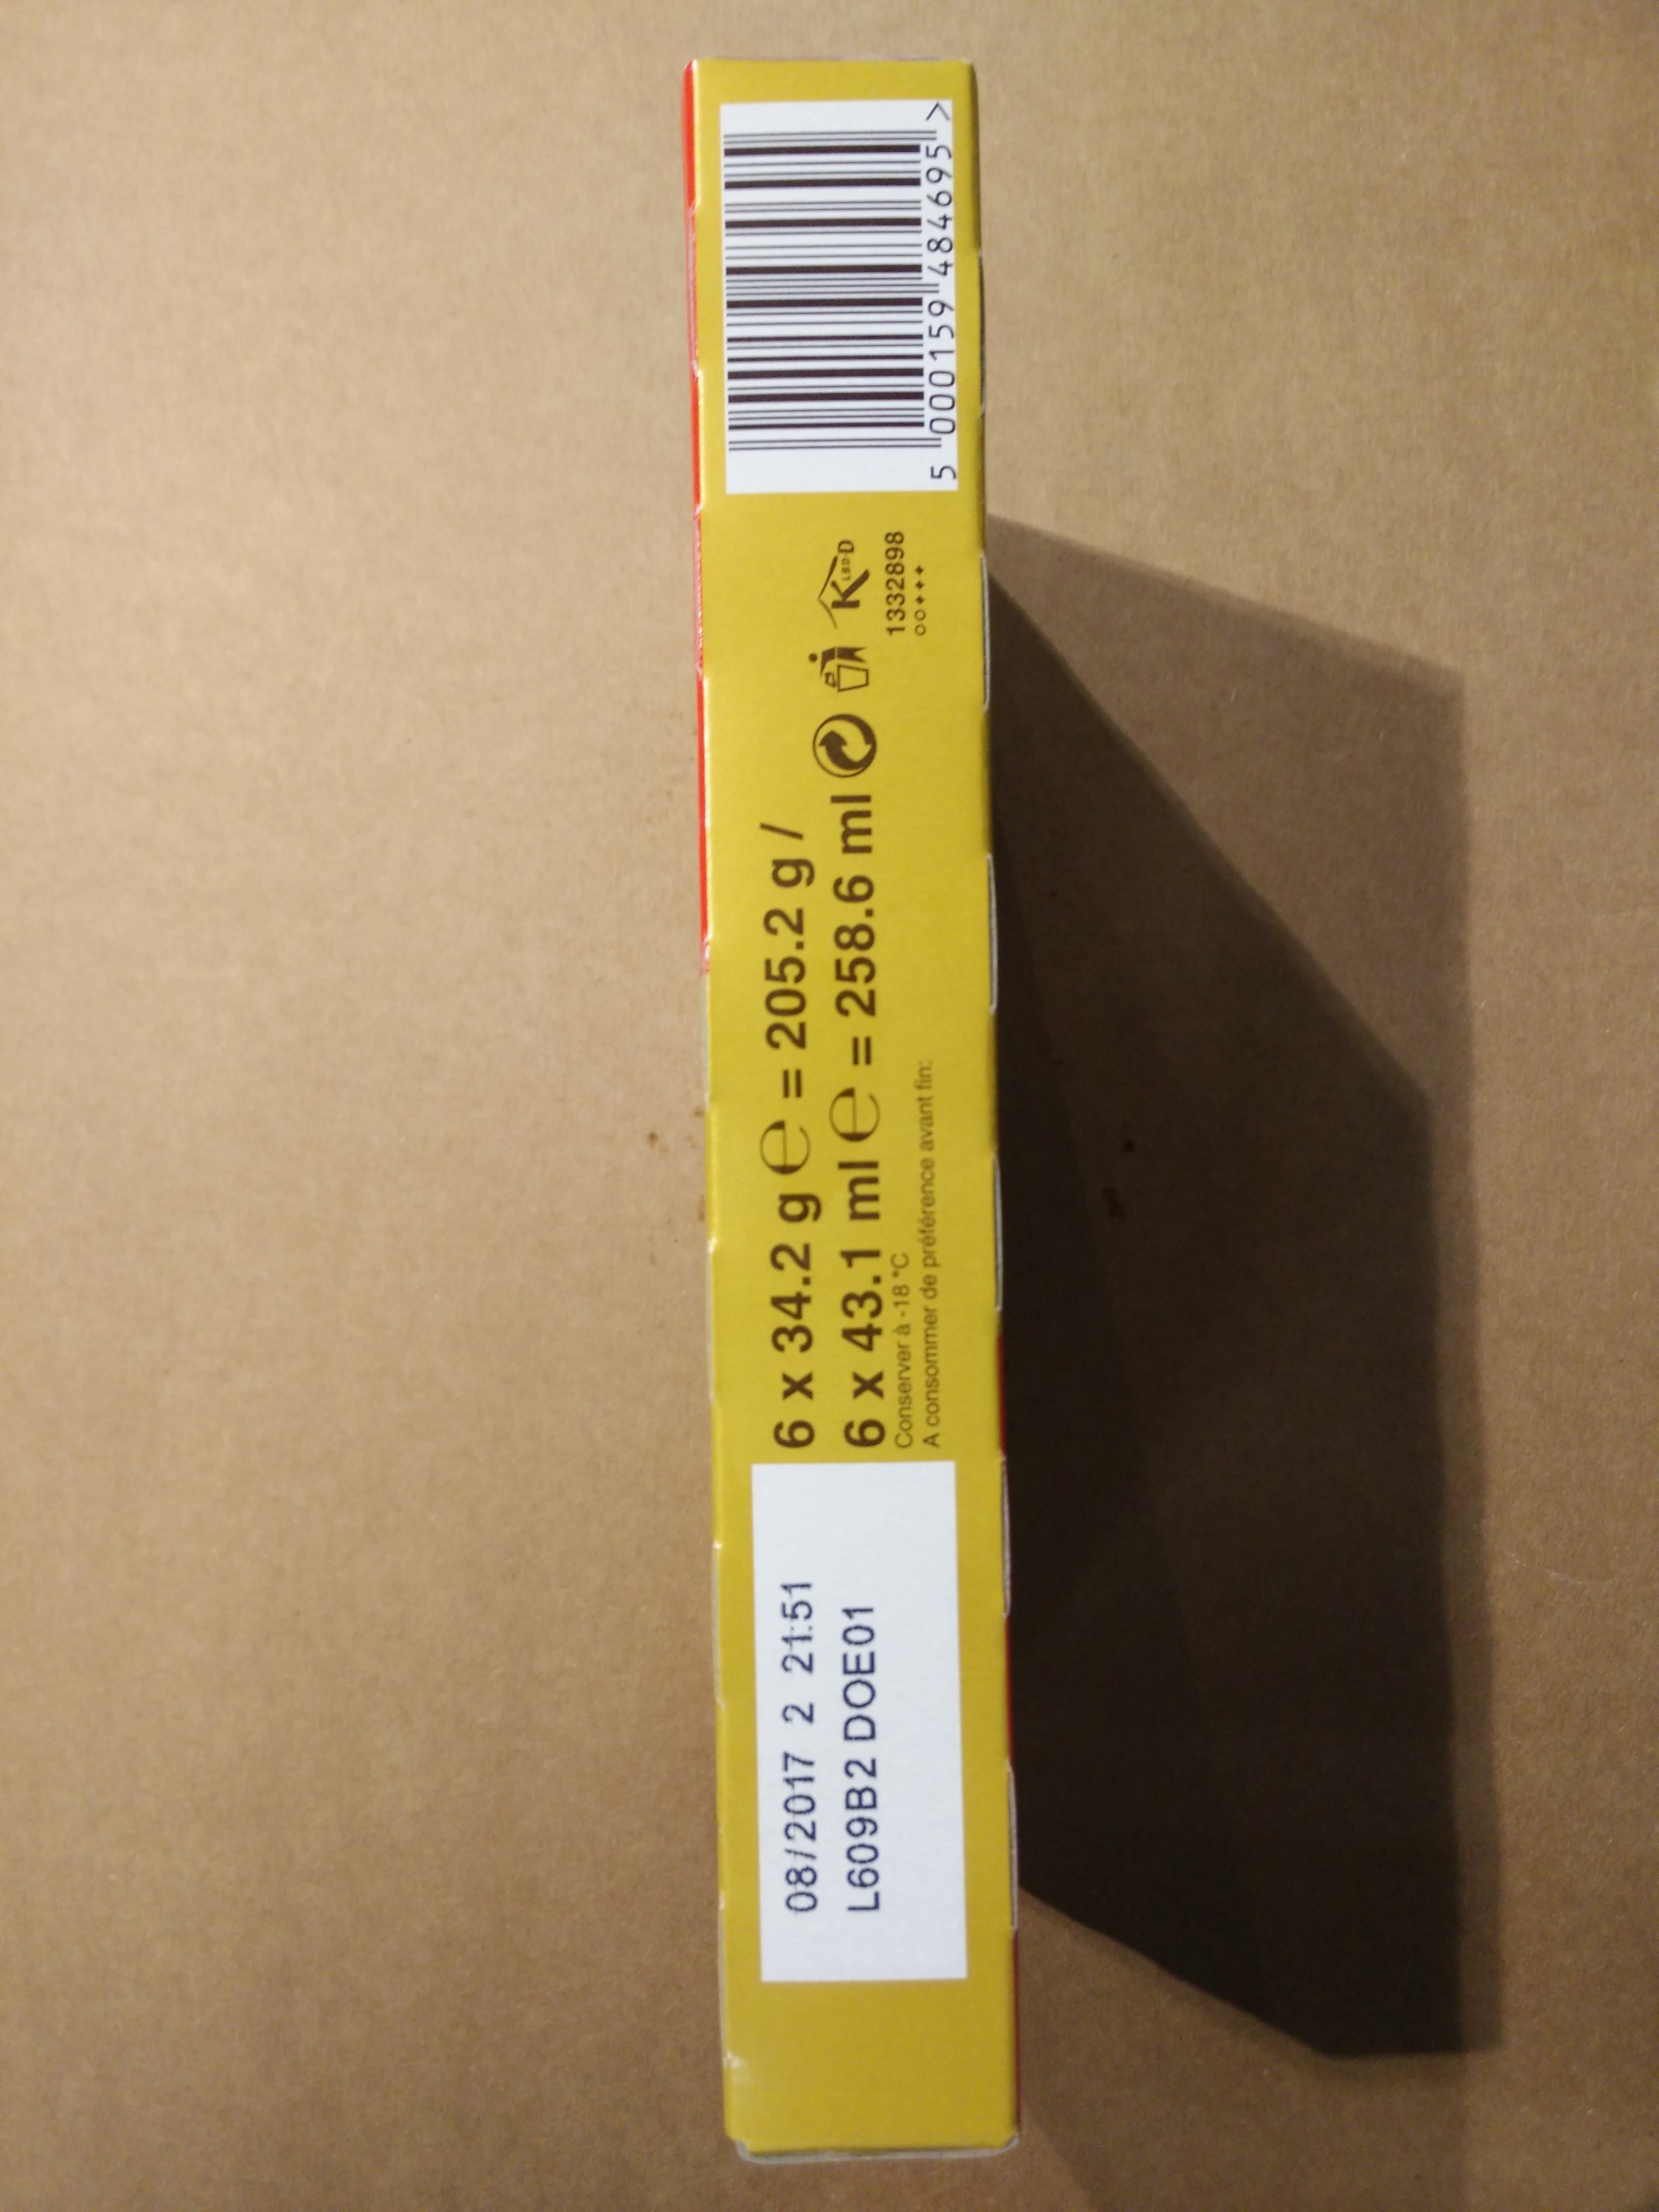 08/2017 2 21:51
L609B2 DOE01
6 x 34.2 g ℮ = 205.2 g /
6 x 43.1 ml ℮ = 258.6 ml
Conserver à -18 °C
A consommer de préférence avant fin:
K LBD-D
1332898
5 000159 484695 >